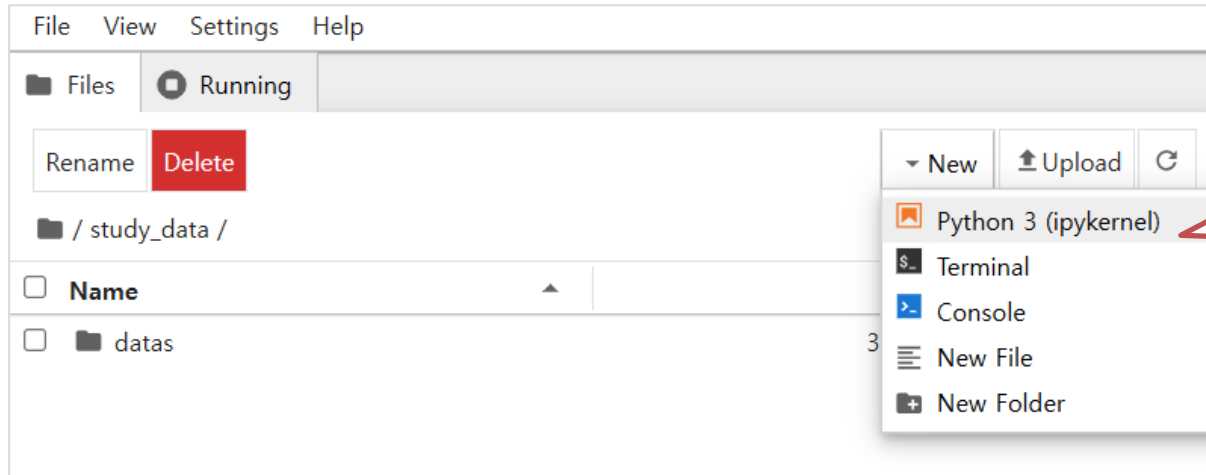 File View Settings Help
Files Running
Rename Delete New Upload
/ study_data /
Python 3 (ipykernel)
Terminal
Name
Console
datas 3
New File
New Folder